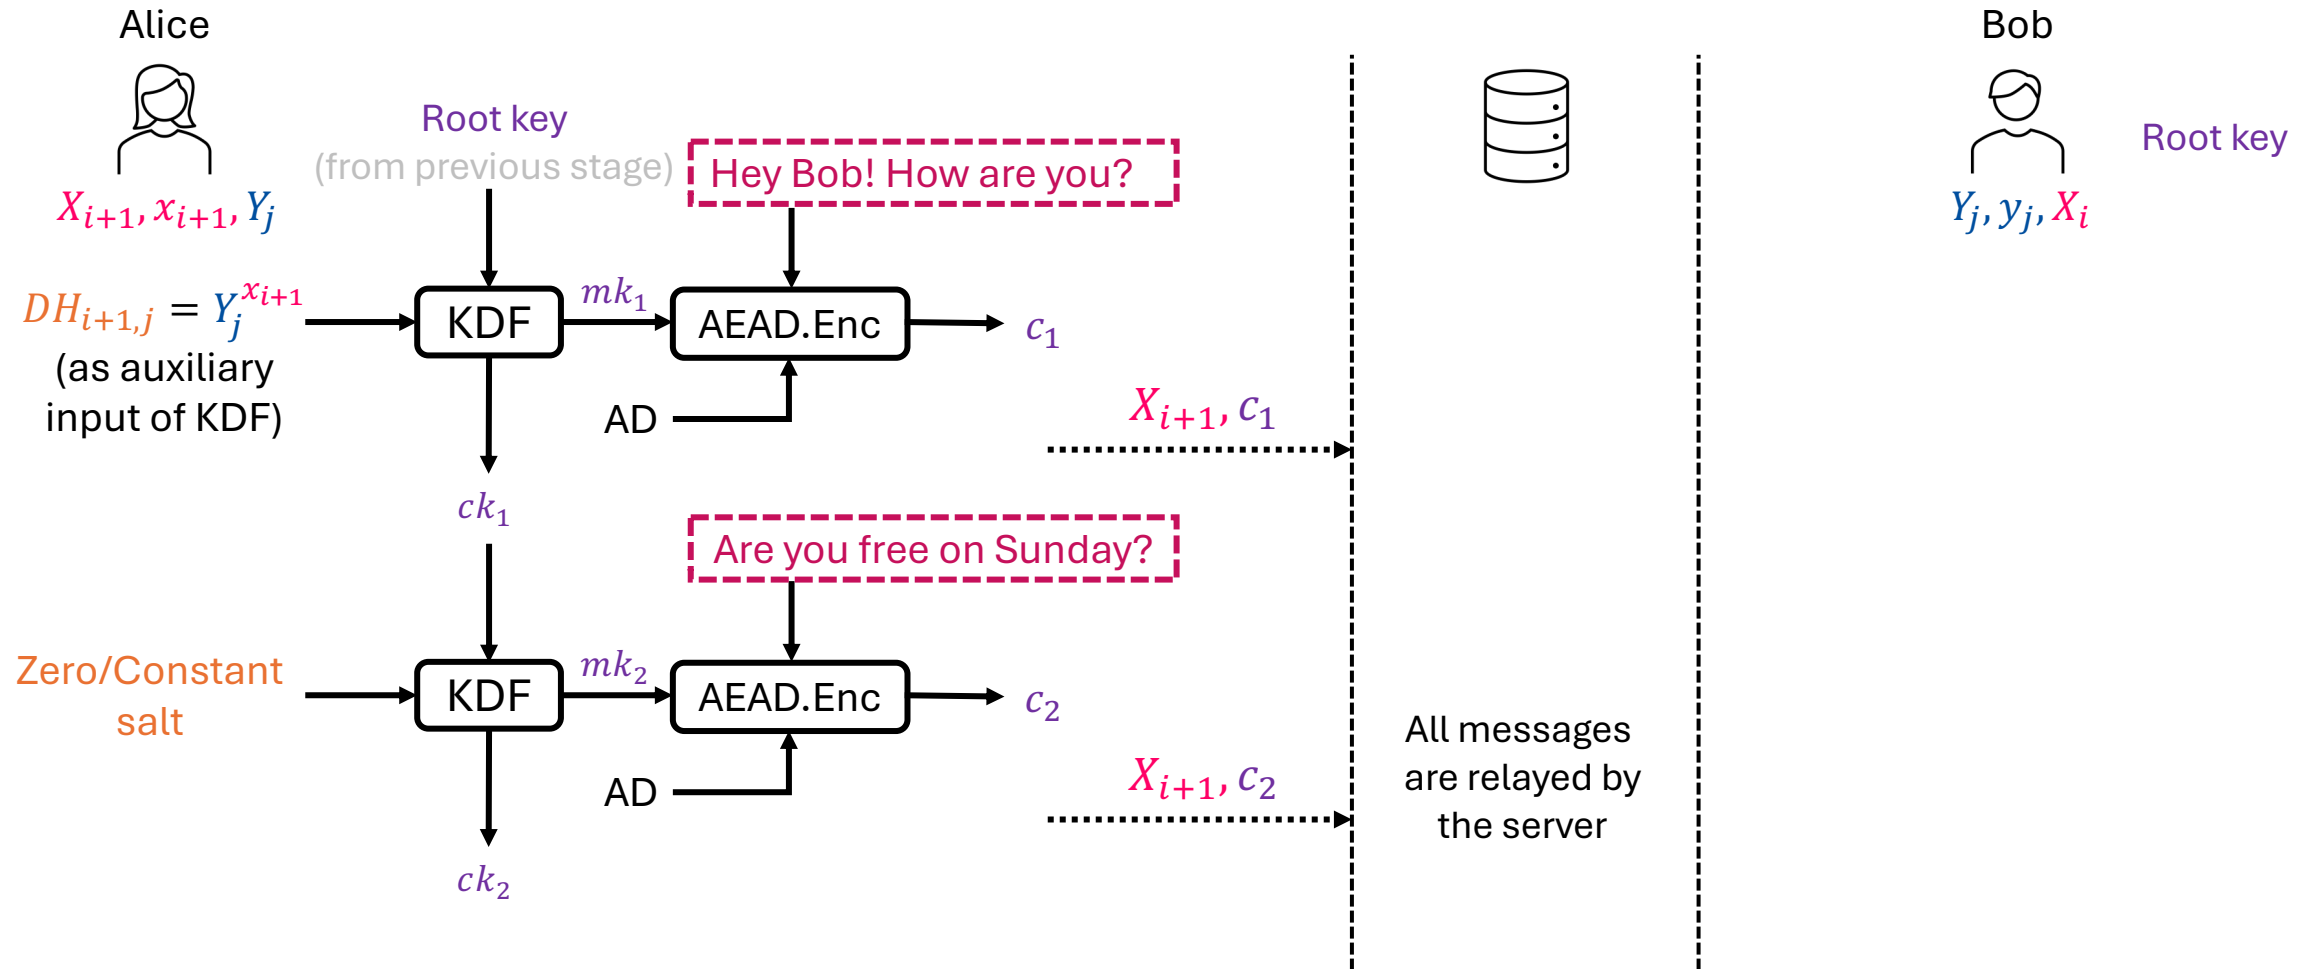 Alice
Bob
Root key
(from previous stage)
Hey Bob! How are you?
Root key
X_{i+1}, x_{i+1}, Y_j
Y_j, y_j, X_i
DH_{i+1,j} = Y_j^{x_{i+1}}
(as auxiliary
input of KDF)
KDF
mk_1
AEAD.Enc
c_1
AD
X_{i+1}, c_1
ck_1
Are you free on Sunday?
Zero/Constant
salt
KDF
mk_2
AEAD.Enc
c_2
AD
X_{i+1}, c_2
All messages
are relayed by
the server
ck_2